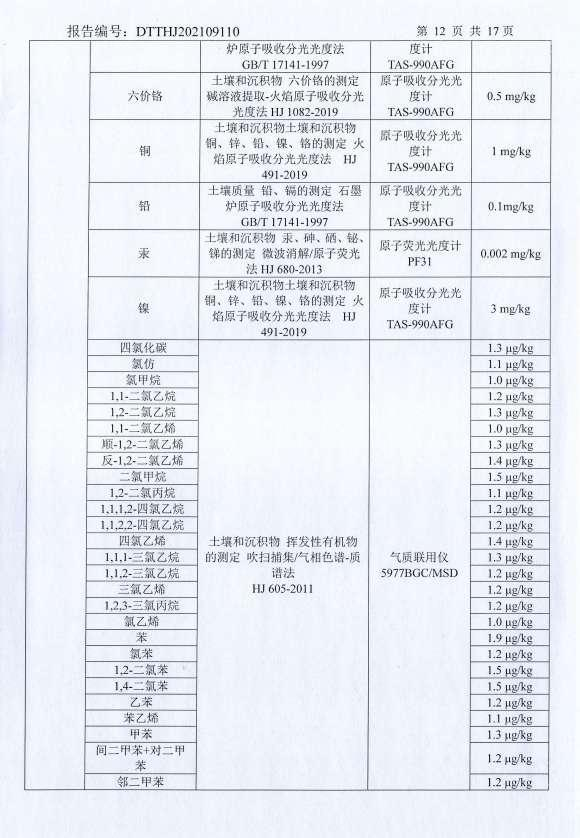 报告编号：DTTHJ202109110
第 12 页 共 17页
炉原子吸收分光光度法
GB/T 17141-1997
度计
TAS-990AFG
六价铬
土壤和沉积物 六价铬的测定
碱溶液提取-火焰原子吸收分光
光度法 HJ 1082-2019
原子吸收分光光
度计
TAS-990AFG
0.5 mg/kg
铜
土壤和沉积物土壤和沉积物
铜、锌、铅、镍、铬的测定 火
焰原子吸收分光光度法 HJ
491-2019
原子吸收分光光
度计
TAS-990AFG
1 mg/kg
铅
土壤质量 铅、镉的测定 石墨
炉原子吸收分光光度法
GB/T 17141-1997
原子吸收分光光
度计
TAS-990AFG
0.1mg/kg
汞
土壤和沉积物 汞、砷、硒、铋、
锑的测定 微波消解/原子荧光
法 HJ 680-2013
原子荧光光度计
PF31
0.002 mg/kg
镍
土壤和沉积物土壤和沉积物
铜、锌、铅、镍、铬的测定 火
焰原子吸收分光光度法 HJ
491-2019
原子吸收分光光
度计
TAS-990AFG
3 mg/kg
四氯化碳
1.3 μg/kg
氯仿
1.1 μg/kg
氯甲烷
1.0 μg/kg
1,1-二氯乙烷
1.2 μg/kg
1,2-二氯乙烷
1.3 μg/kg
1,1-二氯乙烯
1.0 μg/kg
顺-1,2-二氯乙烯
1.3 μg/kg
反-1,2-二氯乙烯
1.4 μg/kg
二氯甲烷
1.5 μg/kg
1,2-二氯丙烷
1.1 μg/kg
1,1,1,2-四氯乙烷
1.2 μg/kg
1,1,2,2-四氯乙烷
1.2 μg/kg
四氯乙烯
1.4 μg/kg
1,1,1-三氯乙烷
1.3 μg/kg
1,1,2-三氯乙烷
1.2 μg/kg
三氯乙烯
1.2 μg/kg
1,2,3-三氯丙烷
1.2 μg/kg
氯乙烯
1.0 μg/kg
苯
1.9 μg/kg
氯苯
1.2 μg/kg
1,2-二氯苯
1.5 μg/kg
1,4-二氯苯
1.5 μg/kg
乙苯
1.2 μg/kg
苯乙烯
1.1 μg/kg
甲苯
1.3 μg/kg
间二甲苯+对二甲
苯
1.2 μg/kg
邻二甲苯
1.2 μg/kg
土壤和沉积物 挥发性有机物
的测定 吹扫捕集/气相色谱-质
谱法
HJ 605-2011
气质联用仪
5977BGC/MSD